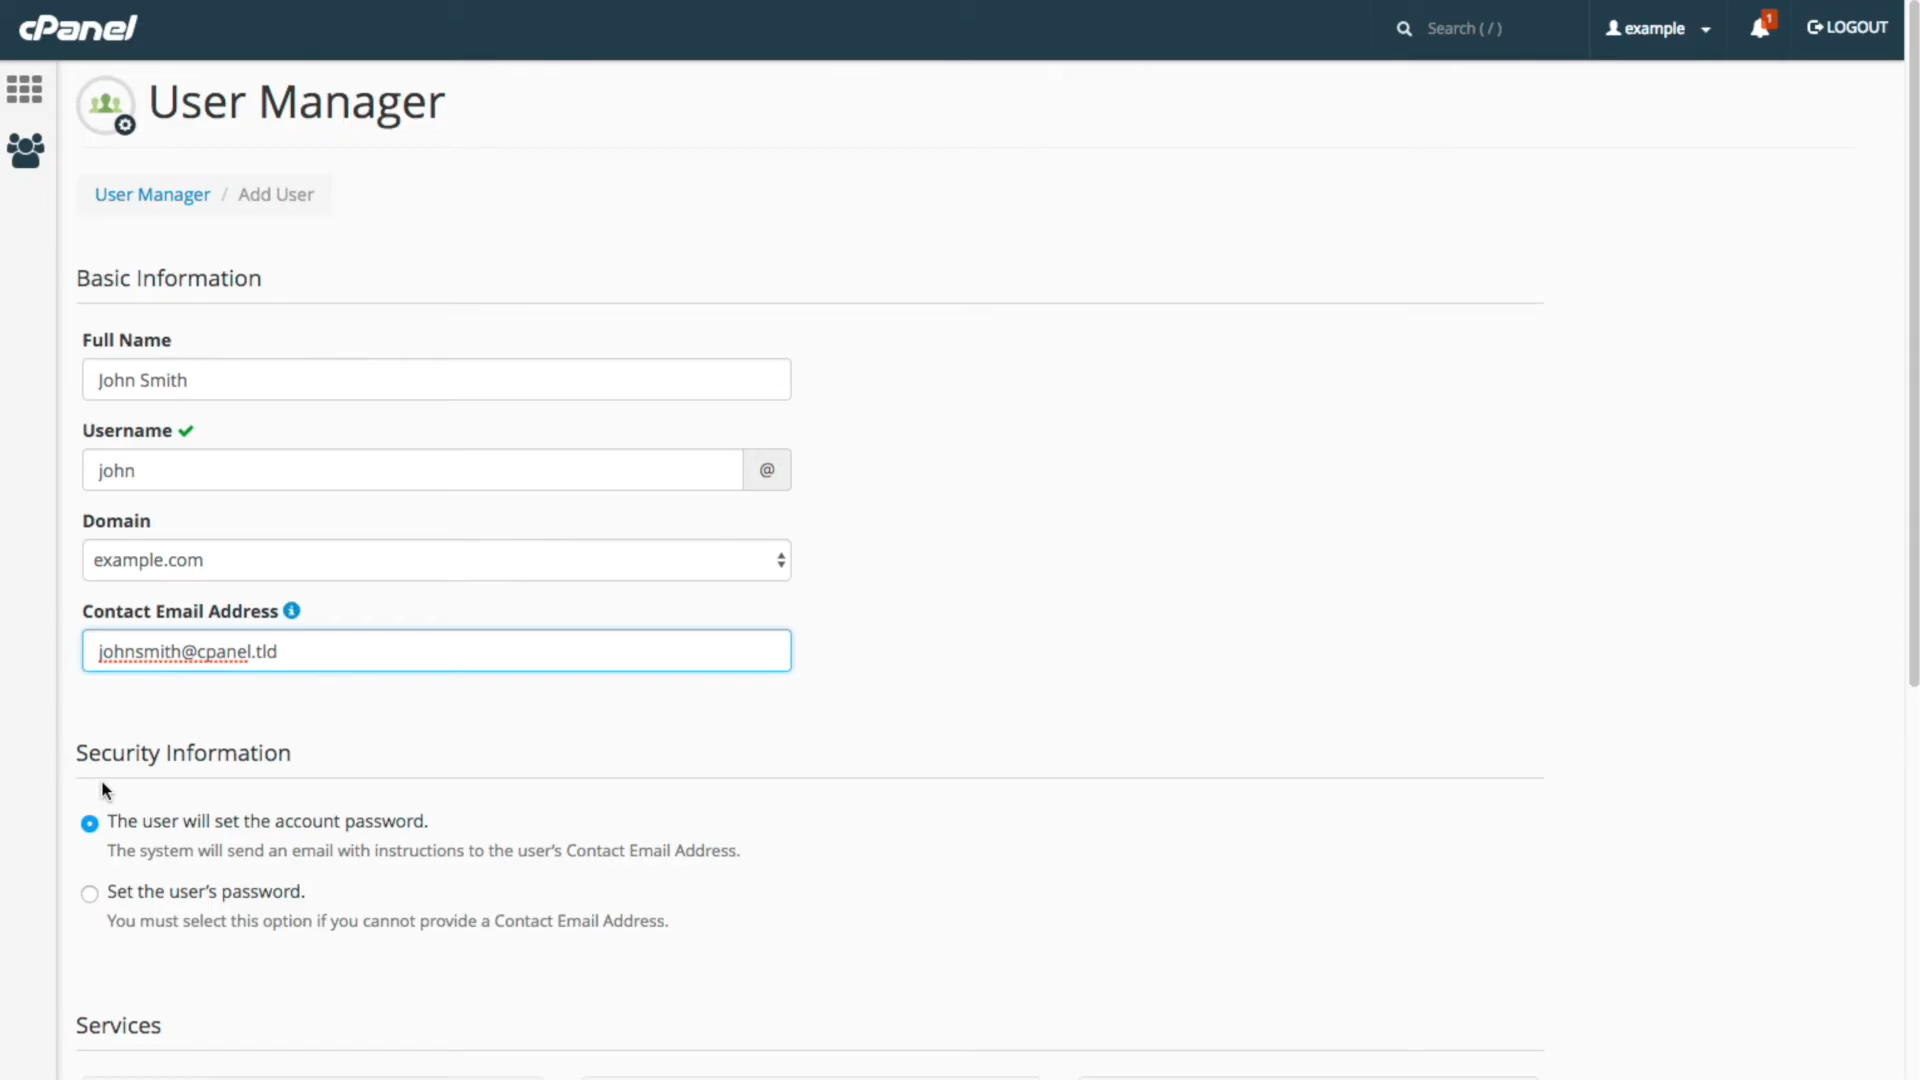 cPanel
Search ( / )
example
1
LOGOUT
User Manager
User Manager / Add User
Basic Information
Full Name
John Smith
Username
john
@
Domain
example.com
Contact Email Address
johnsmith@cpanel.tld
Security Information
The user will set the account password.
The system will send an email with instructions to the user's Contact Email Address.
Set the user's password.
You must select this option if you cannot provide a Contact Email Address.
Services